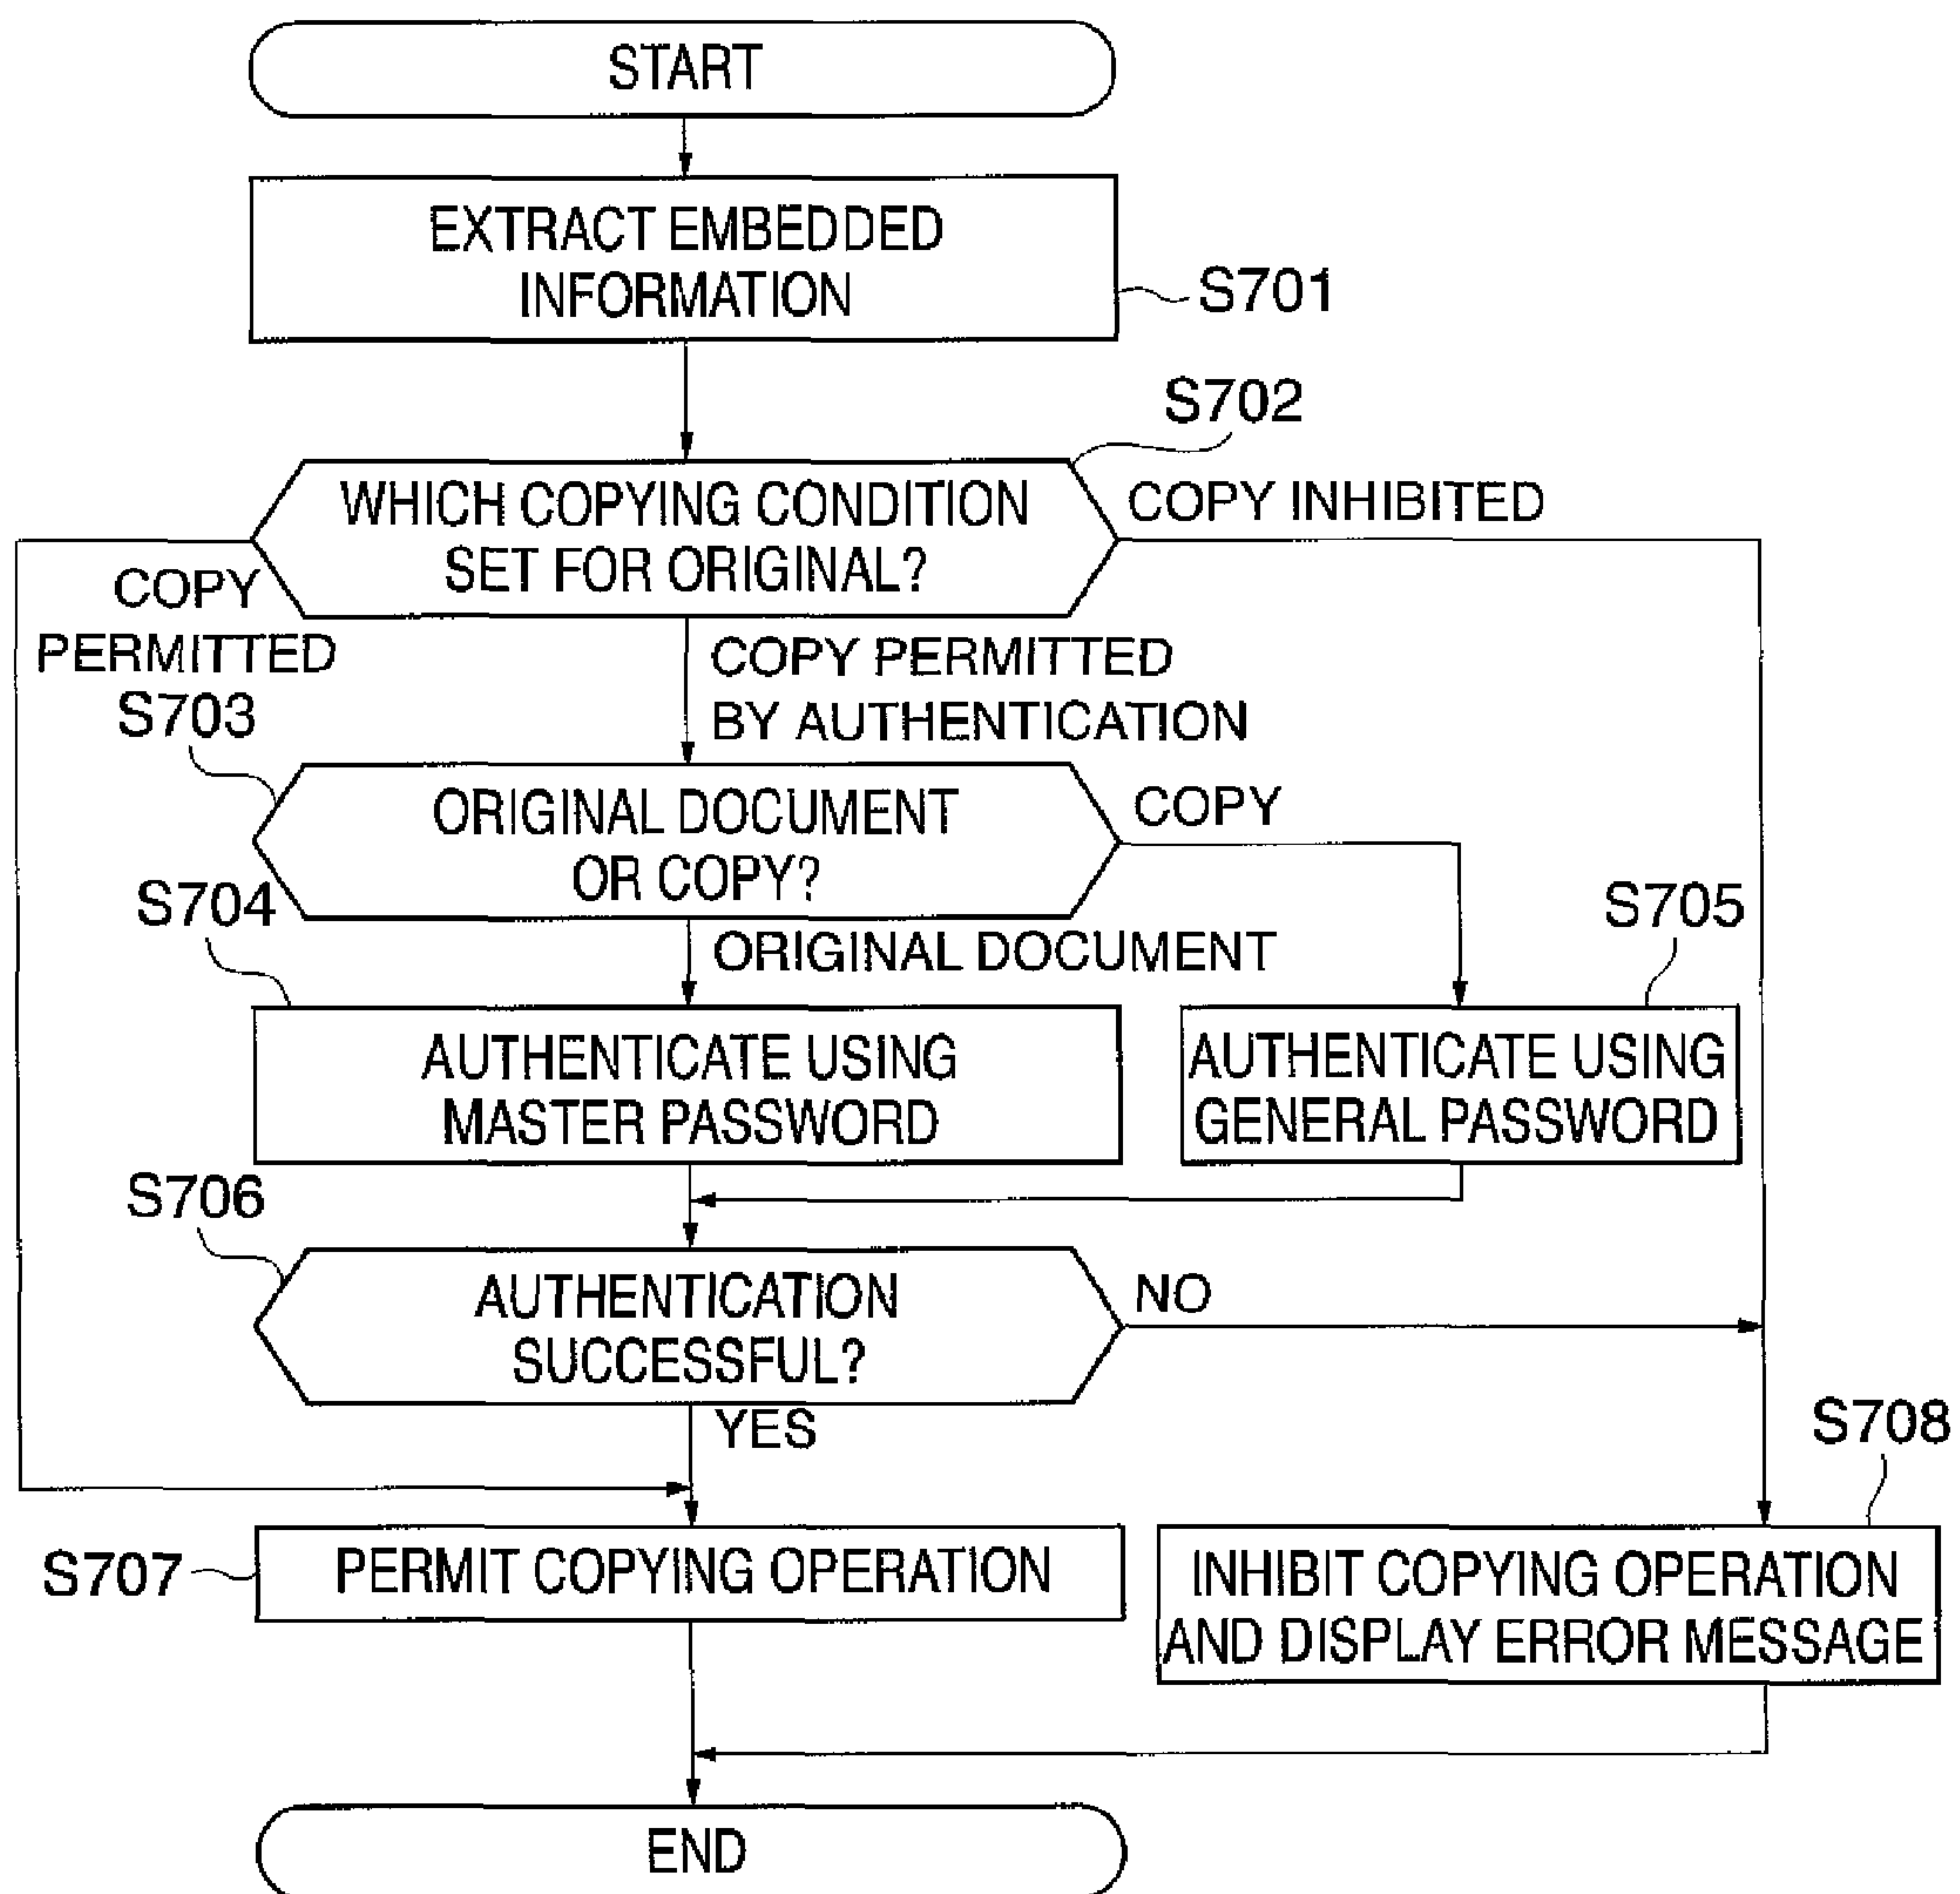 START
EXTRACT EMBEDDED
INFORMATION
S701
S702
WHICH COPYING CONDITION
SET FOR ORIGINAL?
COPY INHIBITED
COPY
PERMITTED
COPY PERMITTED
BY AUTHENTICATION
S703
ORIGINAL DOCUMENT
OR COPY?
COPY
S704
ORIGINAL DOCUMENT
S705
AUTHENTICATE USING
MASTER PASSWORD
AUTHENTICATE USING
GENERAL PASSWORD
S706
AUTHENTICATION
SUCCESSFUL?
NO
YES
S708
S707
PERMIT COPYING OPERATION
INHIBIT COPYING OPERATION
AND DISPLAY ERROR MESSAGE
END